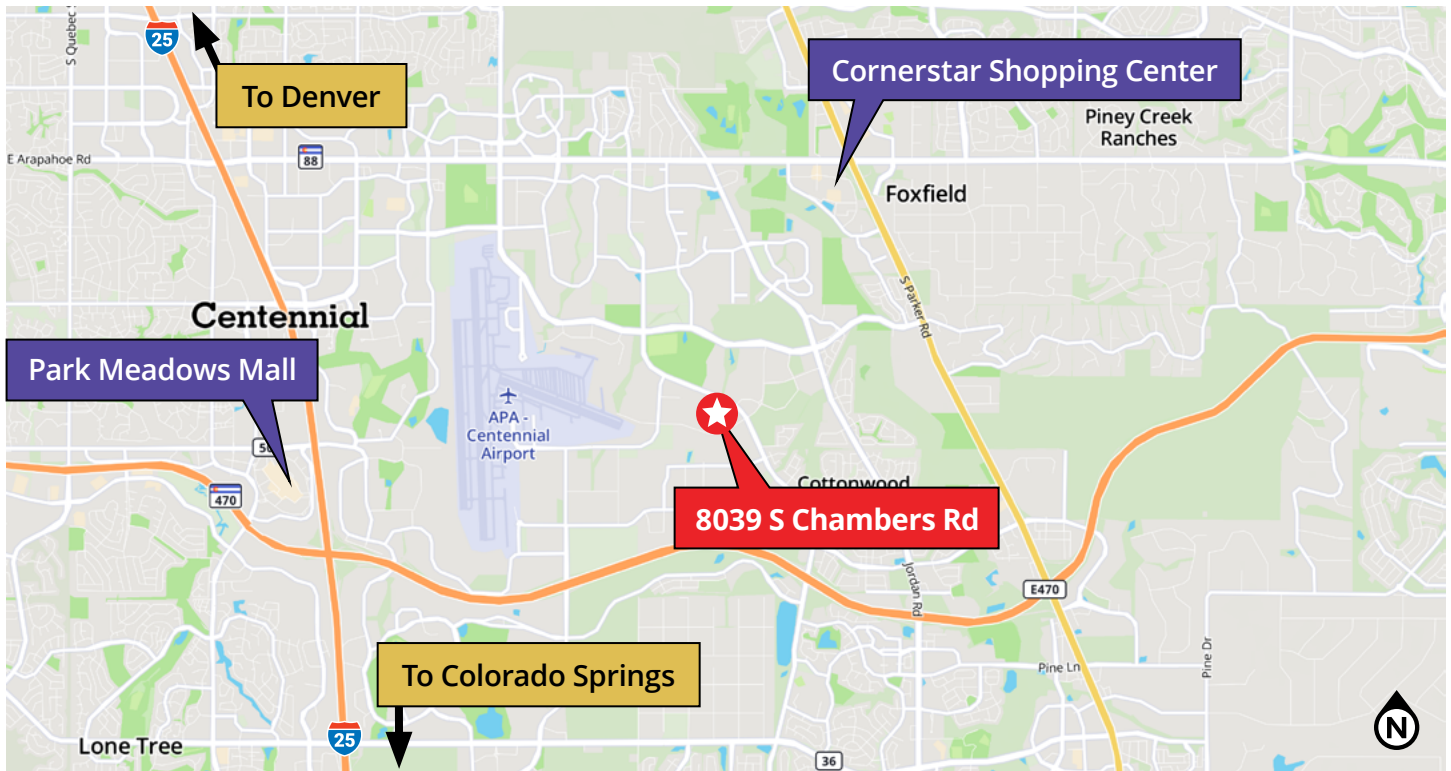 S Quebec
25
To Denver
Cornerstar Shopping Center
Piney Creek
Ranches
E Arapahoe Rd
88
Foxfield
S Parker Rd
Centennial
Park Meadows Mall
APA -
Centennial
Airport
470
Cottonwood
8039 S Chambers Rd
Jordan Rd
E470
To Colorado Springs
Pine Ln
Pine Dr
Lone Tree
25
36
N